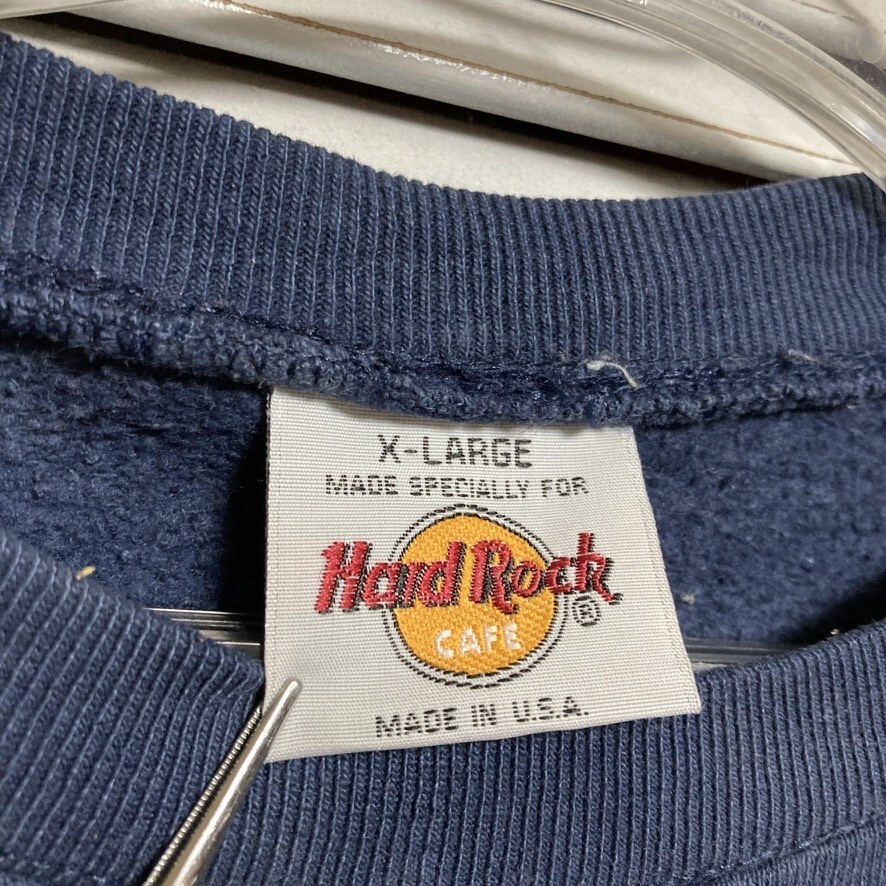 X-LARGE
MADE SPECIALLY FOR
Hard Rock
CAFE ®
MADE IN U.S.A.